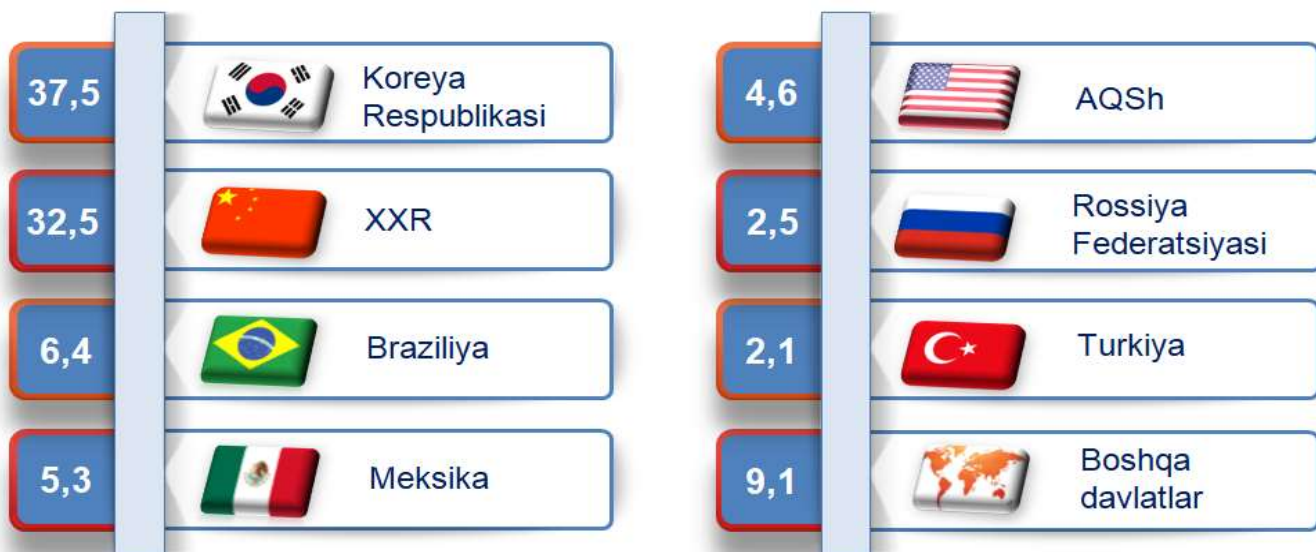 37,5
Koreya
Respublikasi
32,5
XXR
6,4
Braziliya
5,3
Meksika
4,6
AQSh
2,5
Rossiya
Federatsiyasi
2,1
Turkiya
9,1
Boshqa
davlatlar